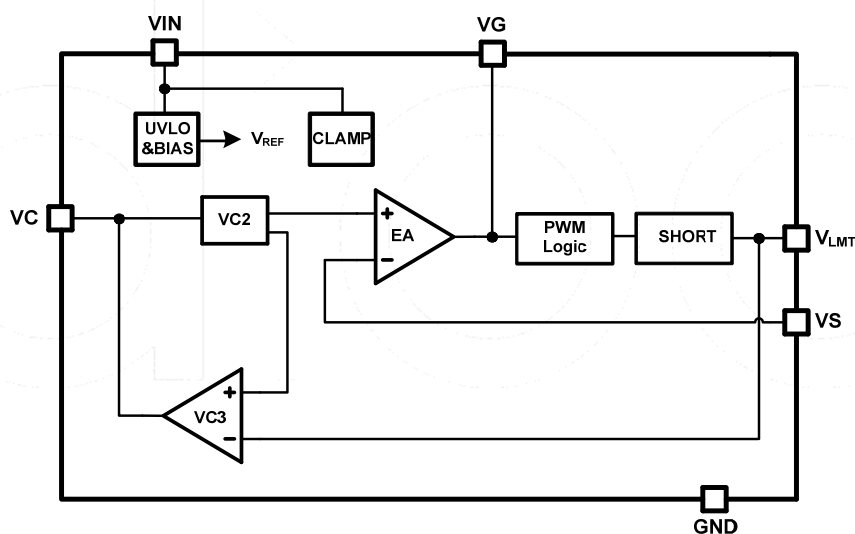 VIN
VG
UVLO
&BIAS
VREF
CLAMP
VC
VC2
+
EA
−
PWM
Logic
SHORT
VLMT
VS
+
VC3
−
GND